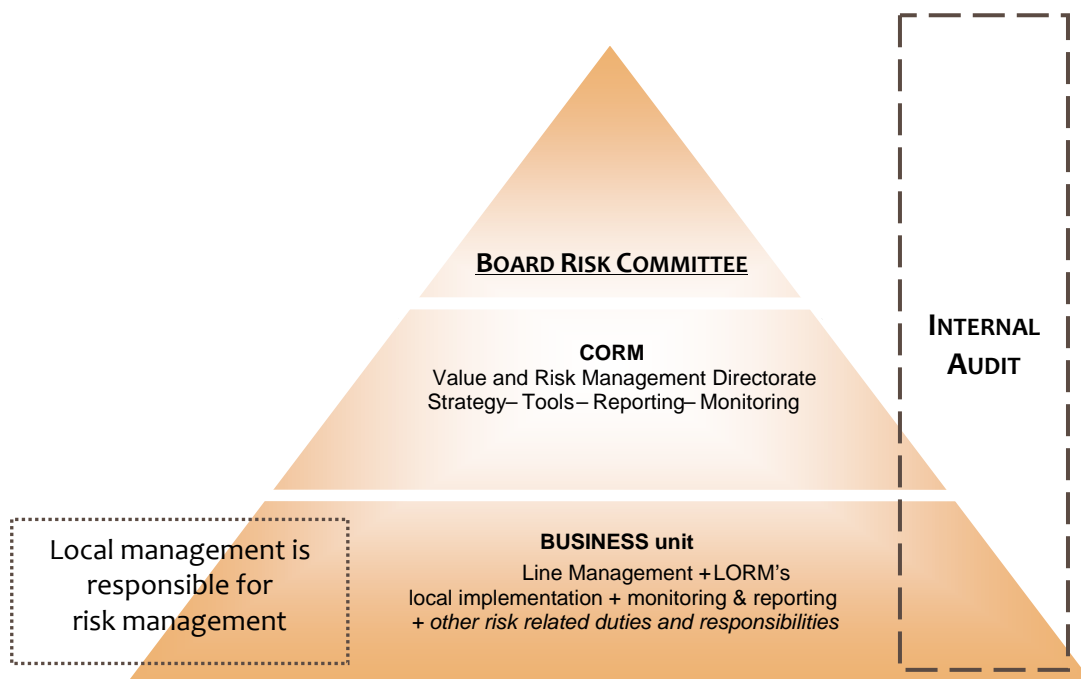 BOARD RISK COMMITTEE
CORM
Value and Risk Management Directorate
Strategy– Tools – Reporting– Monitoring
INTERNAL
AUDIT
Local management is
responsible for
risk management
BUSINESS unit
Line Management +LORM's
local implementation + monitoring & reporting
+ other risk related duties and responsibilities